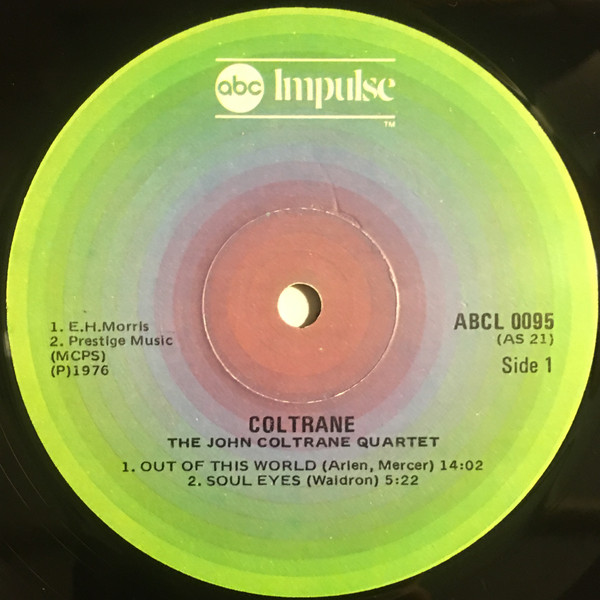 abc Impulse
TM
1. E.H.Morris
2. Prestige Music
(MCPS)
(P)1976
ABCL 0095
(AS 21)
Side 1
COLTRANE
THE JOHN COLTRANE QUARTET
1. OUT OF THIS WORLD (Arlen, Mercer) 14:02
2. SOUL EYES (Waldron) 5:22